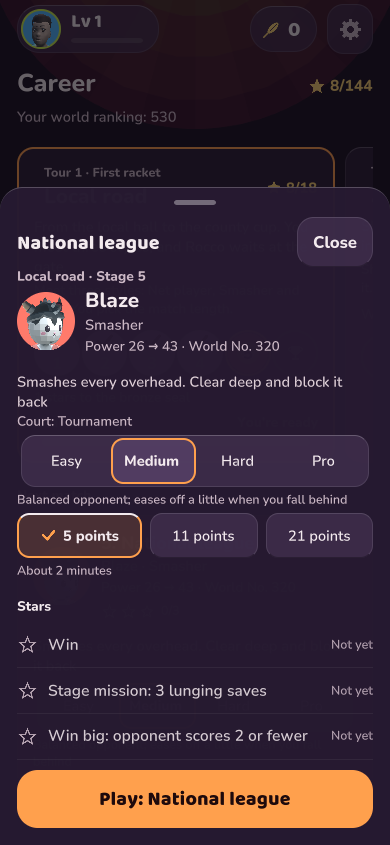 Lv 1
0
Career
8/144
Your world ranking: 530
Tour 1 · First racket
8/18
National league
Close
Local road · Stage 5
Blaze
Smasher
Power 26 → 43 · World No. 320
Smashes every overhead. Clear deep and block it
back
Court: Tournament
Easy
Medium
Hard
Pro
Balanced opponent; eases off a little when you fall behind
5 points
11 points
21 points
About 2 minutes
Stars
Win
Not yet
Stage mission: 3 lunging saves
Not yet
Win big: opponent scores 2 or fewer
Not yet
Play: National league